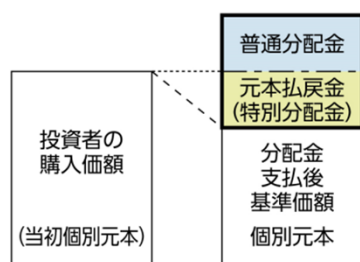 普通分配金
元本払戻金
(特別分配金)
投資者の
購入価額
(当初個別元本)
分配金
支払後
基準価額
個別元本